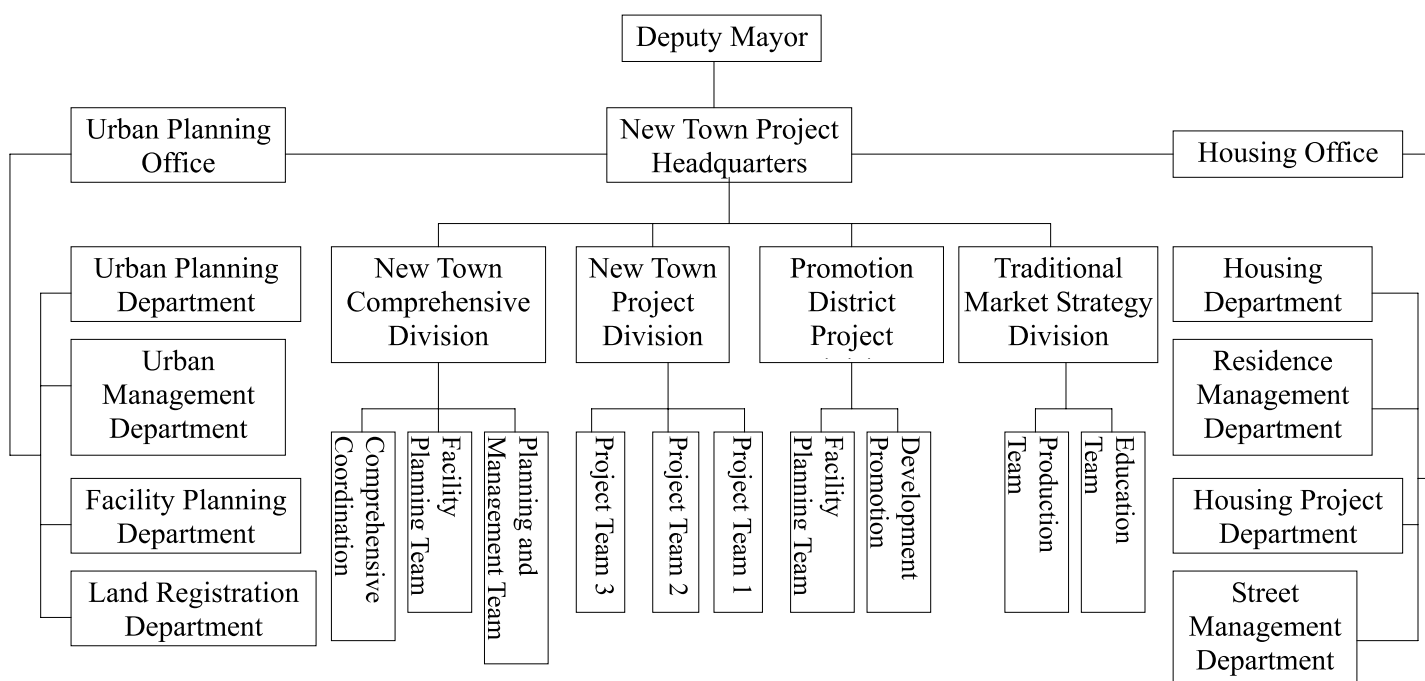 Deputy Mayor
Urban Planning
Office
New Town Project
Headquarters
Housing Office
Urban Planning
Department
Urban
Management
Department
Facility Planning
Department
Land Registration
Department
New Town
Comprehensive
Division
New Town
Project
Division
Promotion
District
Project
Traditional
Market Strategy
Division
Housing
Department
Residence
Management
Department
Housing Project
Department
Street
Management
Department
Comprehensive
Coordination
Facility
Planning Team
Planning and
Management Team
Project Team 3
Project Team 2
Project Team 1
Facility
Planning Team
Development
Promotion
Production
Team
Education
Team